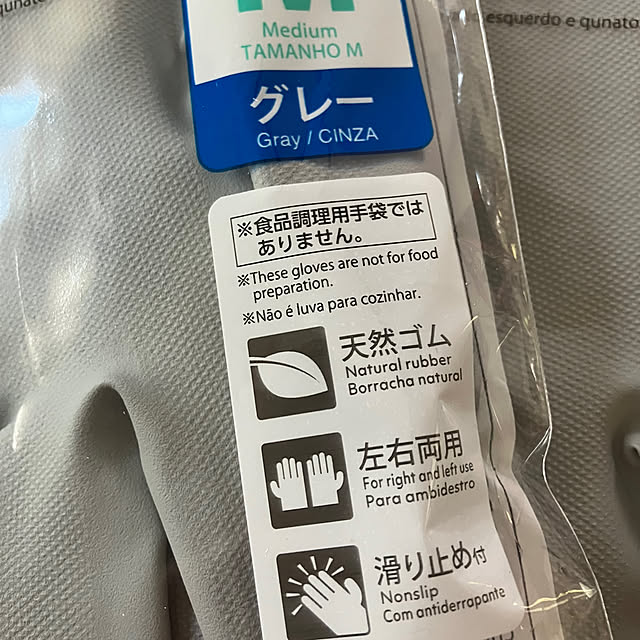 esquerdo e qunato
Medium
TAMANHO M
グレー
Gray / CINZA
※食品調理用手袋では
ありません。
※These gloves are not for food
preparation.
※Não é luva para cozinhar.
天然ゴム
Natural rubber
Borracha natural
左右両用
For right and left use
Para ambidestro
滑り止め付
Nonslip
Com antiderrapante